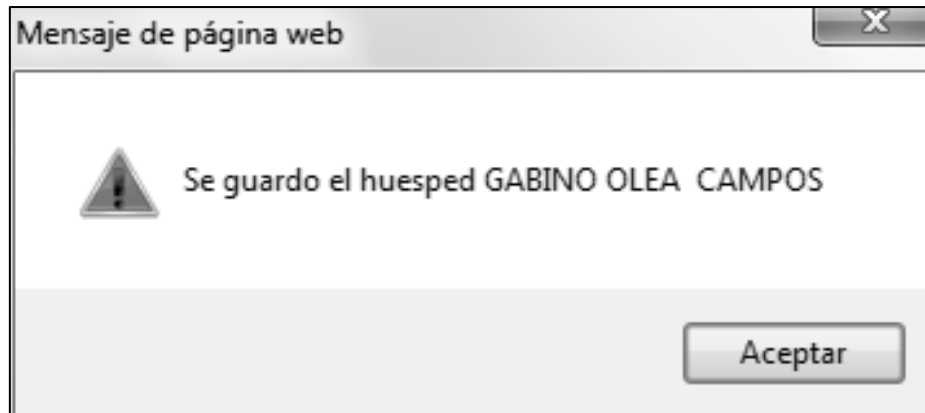 Mensaje de página web
Se guardo el huesped GABINO OLEA  CAMPOS
Aceptar